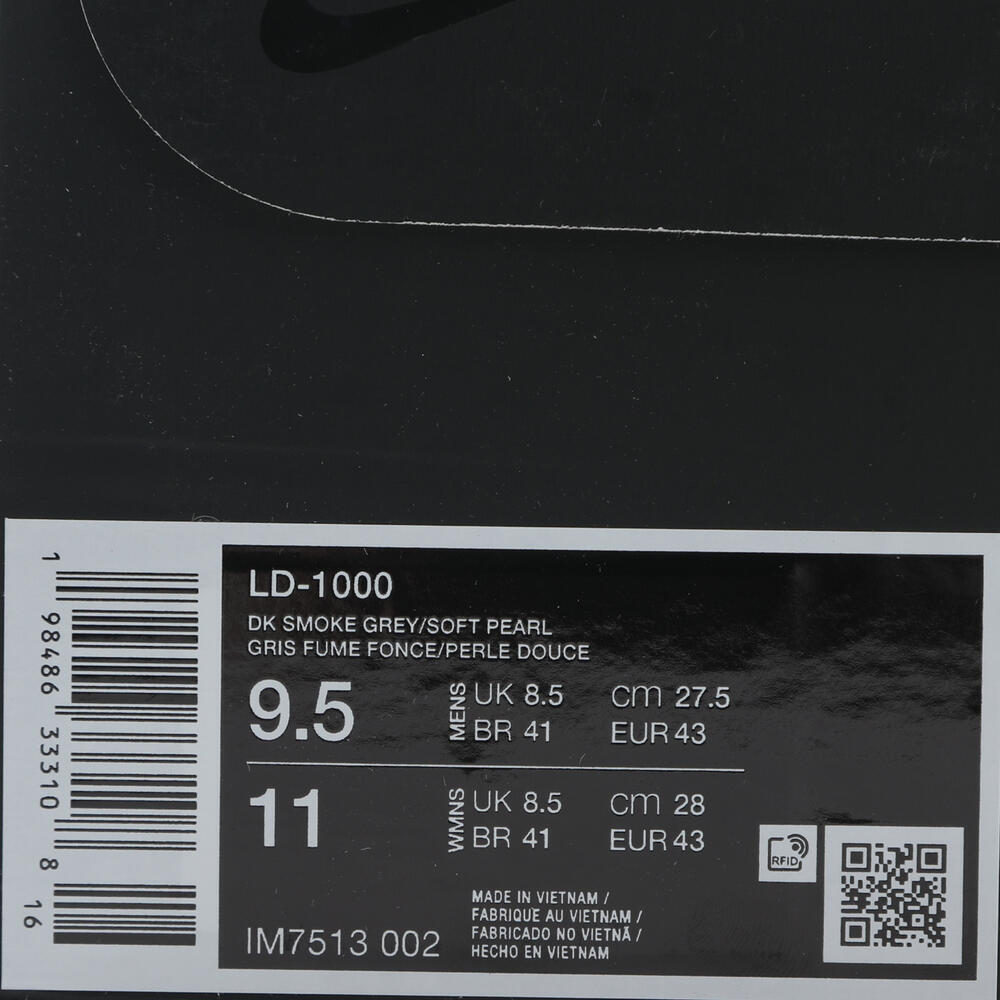 LD-1000
DK SMOKE GREY/SOFT PEARL
GRIS FUME FONCE/PERLE DOUCE
9.5 MENS UK 8.5 cm 27.5
BR 41 EUR 43
11 WMNS UK 8.5 cm 28
BR 41 EUR 43
RFID
MADE IN VIETNAM /
FABRIQUE AU VIETNAM /
FABRICADO NO VIETNÃ /
HECHO EN VIETNAM
IM7513 002
1 98486 33310 8 16